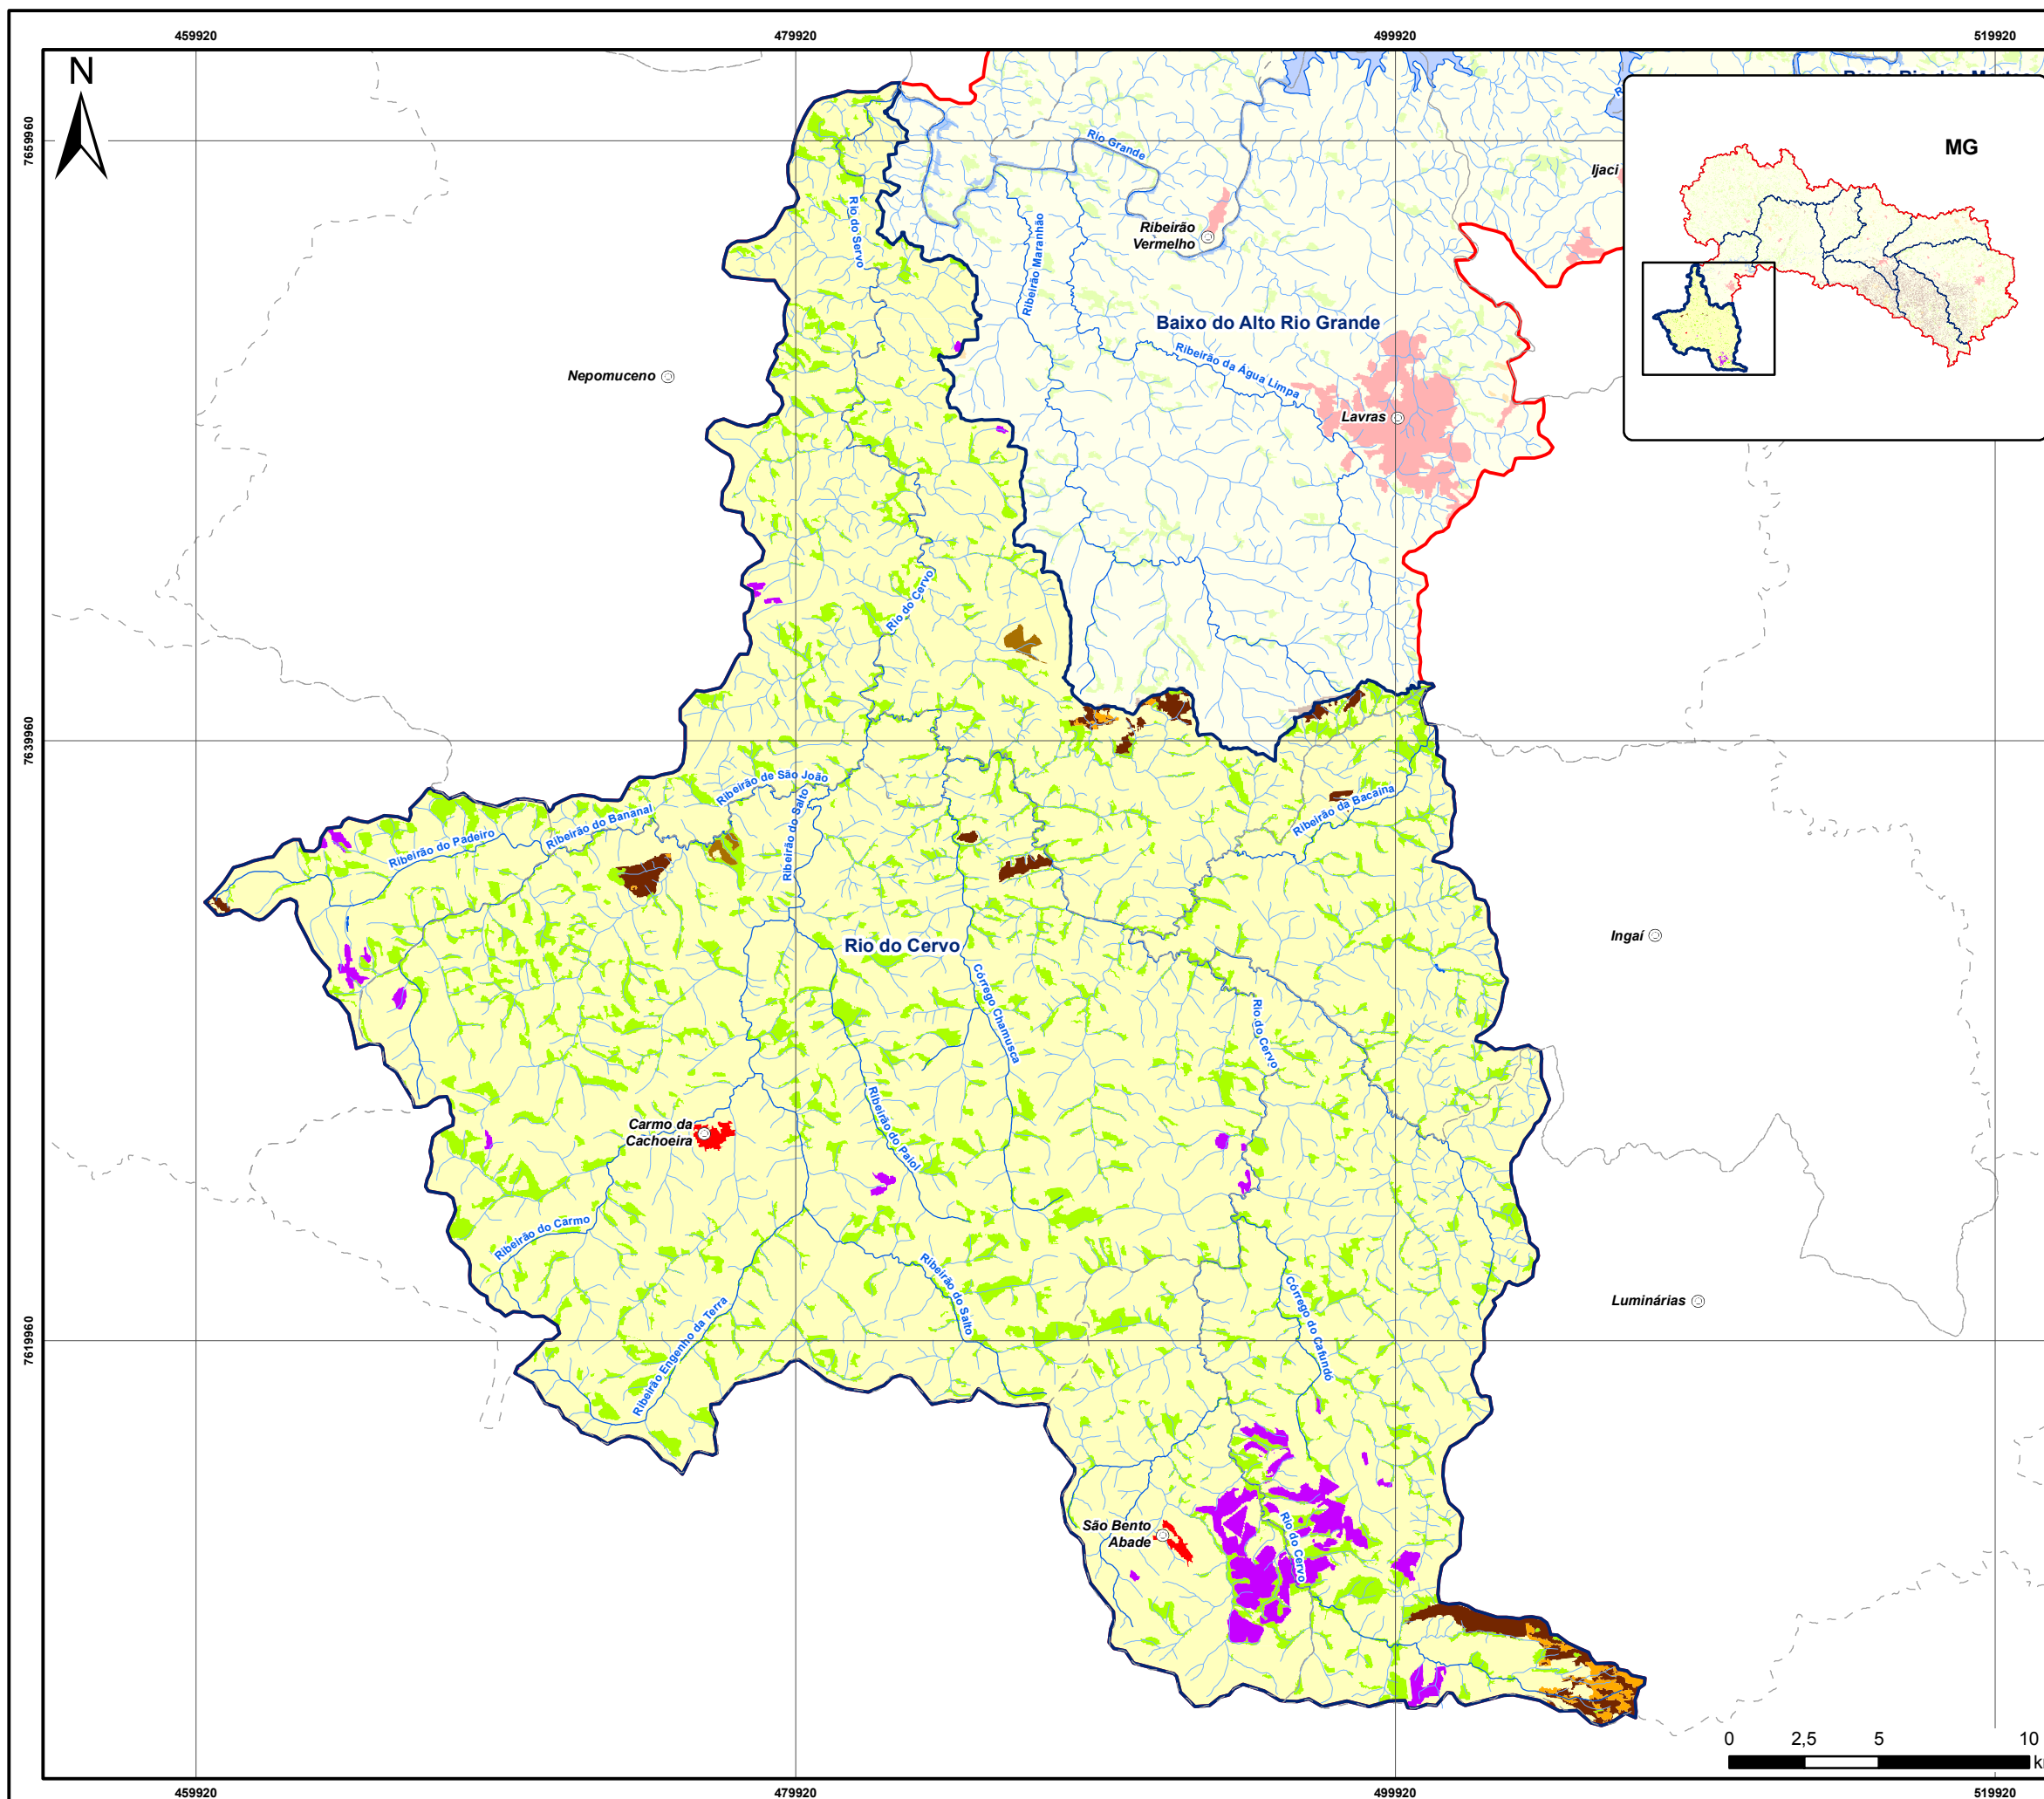 459920
479920
499920
519920
N
7659960
7639960
7619960
MG
Rio Grande
Ijaci
Ribeirão
Vermelho
Rio do Servo
Ribeirão Maranhão
Baixo do Alto Rio Grande
Ribeirão da Água Limpa
Nepomuceno
Lavras
Rio do Cervo
Ribeirão de São João
Ribeirão do Bananal
Ribeirão do Padeiro
Ribeirão do Salto
Ribeirão da Bacaina
Rio do Cervo
Ingaí
Córrego Chamusca
Rio do Cervo
Ribeirão do Paiol
Carmo da
Cachoeira
Ribeirão do Carmo
Ribeirão do Salto
Ribeirão Engenho da Terra
Córrego do Cafundó
Luminárias
São Bento
Abade
Rio do Cervo
0 2,5 5 10
459920
479920
499920
519920